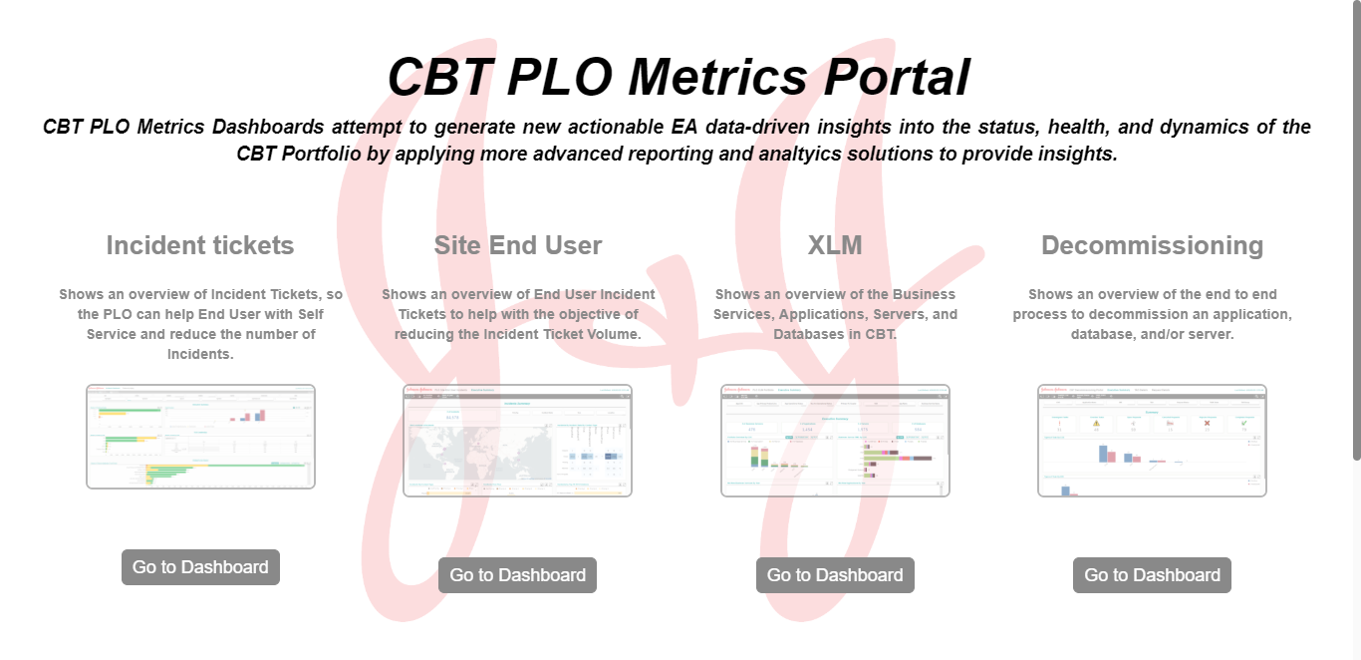 CBT PLO Metrics Portal
CBT PLO Metrics Dashboards attempt to generate new actionable EA data-driven insights into the status, health, and dynamics of the
CBT Portfolio by applying more advanced reporting and analtyics solutions to provide insights.
Incident tickets
Shows an overview of Incident Tickets, so
the PLO can help End User with Self
Service and reduce the number of
Incidents.
Go to Dashboard
Site End User
Shows an overview of End User Incident
Tickets to help with the objective of
reducing the Incident Ticket Volume.
Go to Dashboard
XLM
Shows an overview of the Business
Services, Applications, Servers, and
Databases in CBT.
Go to Dashboard
Decommissioning
Shows an overview of the end to end
process to decommission an application,
database, and/or server.
Go to Dashboard